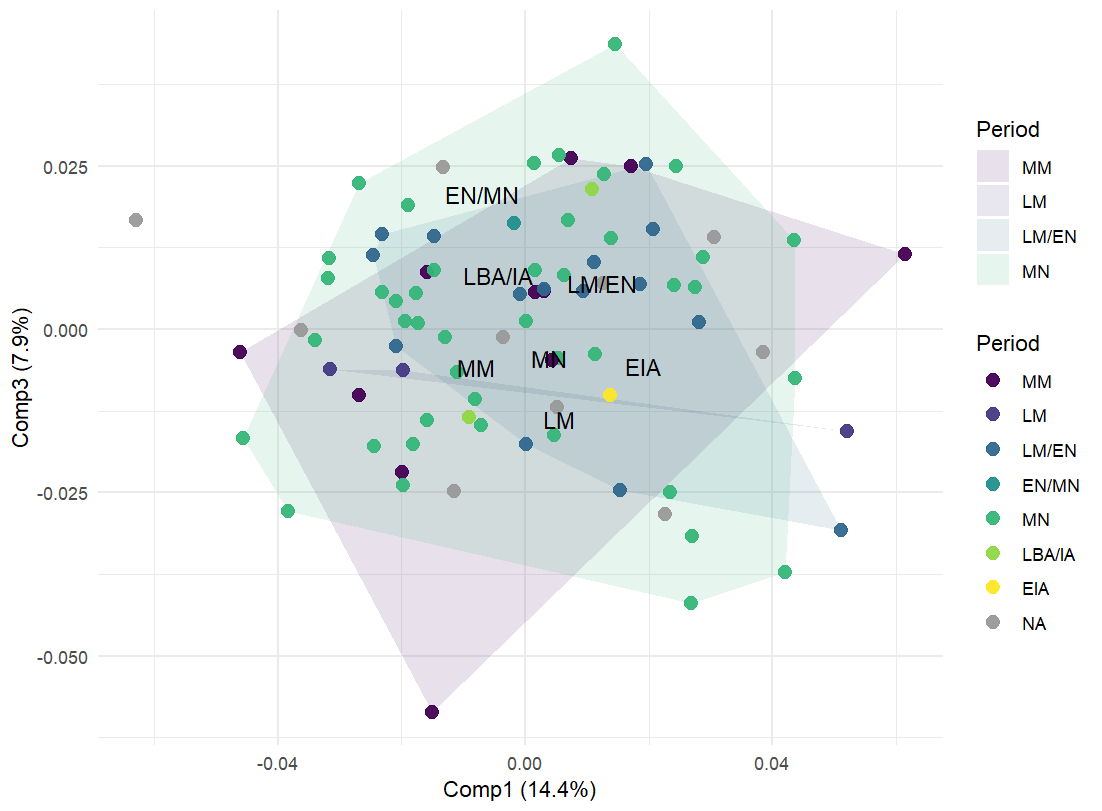 0.025
0.000
-0.025
-0.050
Comp3 (7.9%)
-0.04
0.00
0.04
Comp1 (14.4%)
EN/MN
LBA/IA
LM/EN
MN
MM
EIA
LM
Period
MM
LM
LM/EN
MN
Period
MM
LM
LM/EN
EN/MN
MN
LBA/IA
EIA
NA